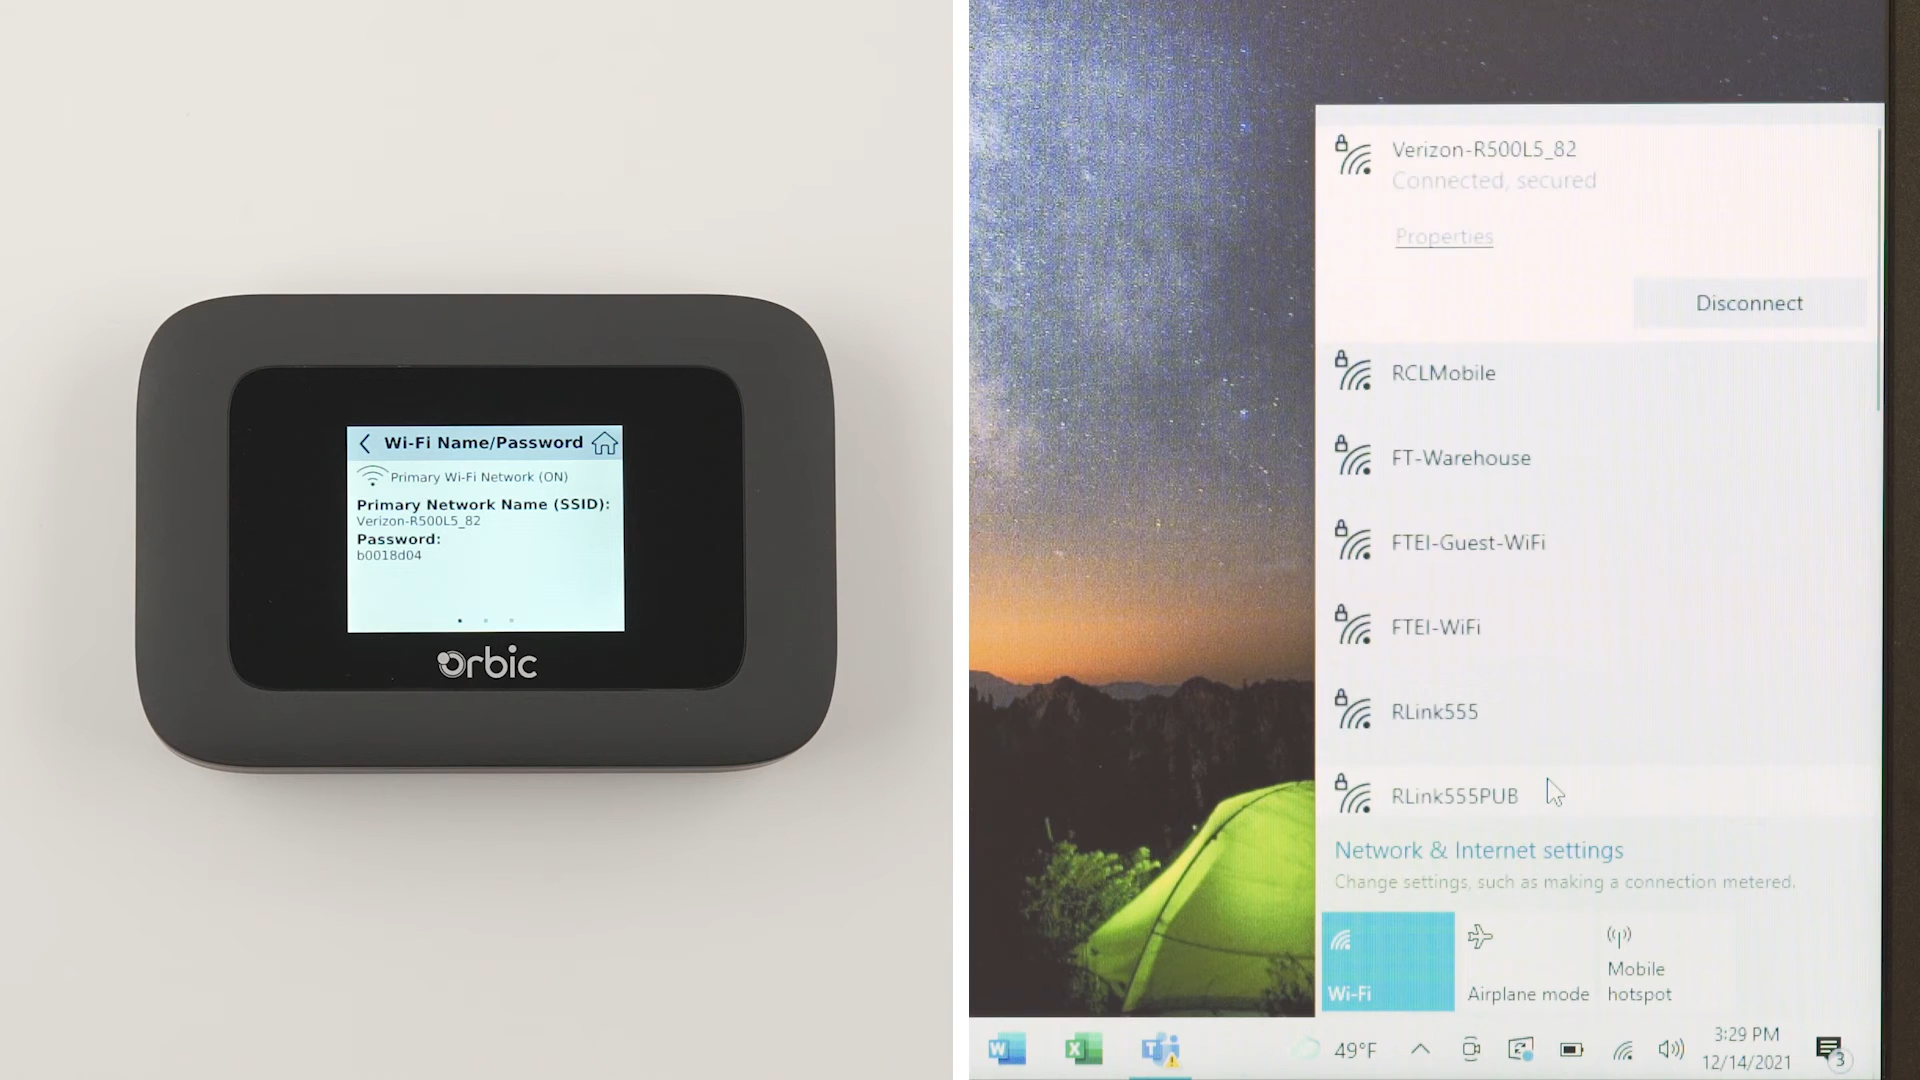 Wi-Fi Name/Password
Primary Wi-Fi Network (ON)
Primary Network Name (SSID):
Verizon-R500L5_82
Password:
b0018d04
Orbic
Verizon-R500L5_82
Connected, secured
Properties
Disconnect
RCLMobile
FT-Warehouse
FTEI-Guest-WiFi
FTEI-WiFi
RLink555
RLink555PUB
Network & Internet settings
Change settings, such as making a connection metered.
Wi-Fi
Airplane mode
Mobile
hotspot
W
X
T
49°F
3:29 PM
12/14/2021
3